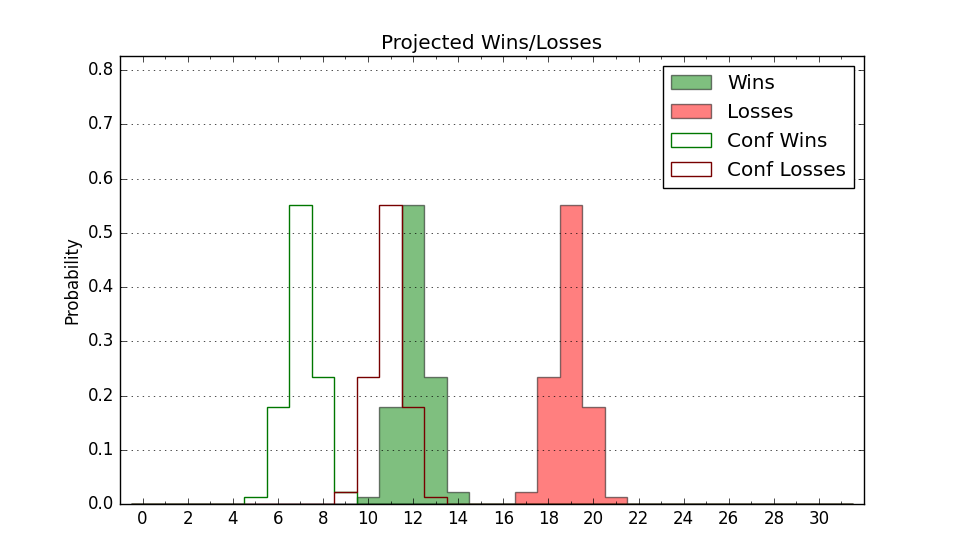 Projected Wins/Losses
Probability
0.8
0.7
0.6
0.5
0.4
0.3
0.2
0.1
0.0
Wins
Losses
Conf Wins
Conf Losses
0 2 4 6 8 10 12 14 16 18 20 22 24 26 28 30